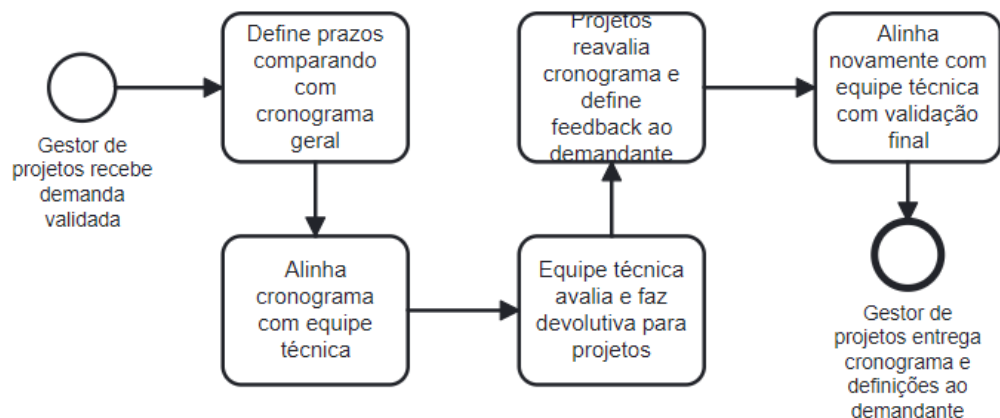 Gestor de
projetos recebe
demanda
validada
Define prazos
comparando
com
cronograma
geral
Alinha
cronograma
com equipe
técnica
Equipe técnica
avalia e faz
devolutiva para
projetos
Projetos
reavalia
cronograma e
define
feedback ao
demandante
Alinha
novamente com
equipe técnica
com validação
final
Gestor de
projetos entrega
cronograma e
definições ao
demandante